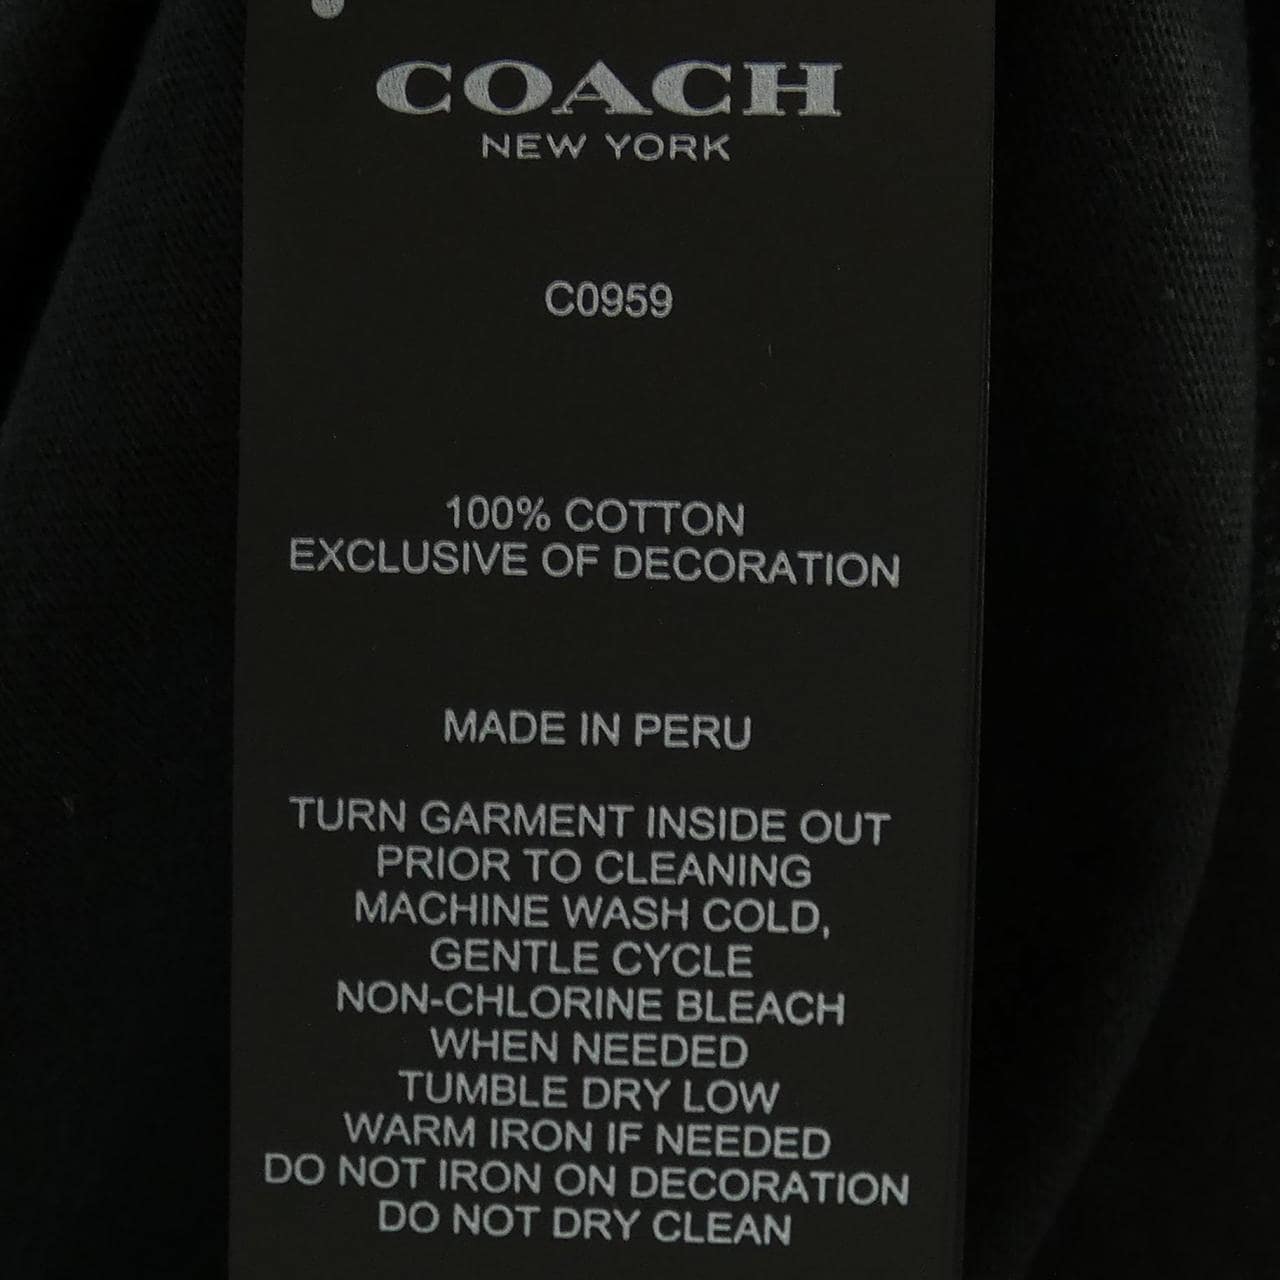 COACH
NEW YORK
C0959
100% COTTON
EXCLUSIVE OF DECORATION
MADE IN PERU
TURN GARMENT INSIDE OUT
PRIOR TO CLEANING
MACHINE WASH COLD,
GENTLE CYCLE
NON-CHLORINE BLEACH
WHEN NEEDED
TUMBLE DRY LOW
WARM IRON IF NEEDED
DO NOT IRON ON DECORATION
DO NOT DRY CLEAN